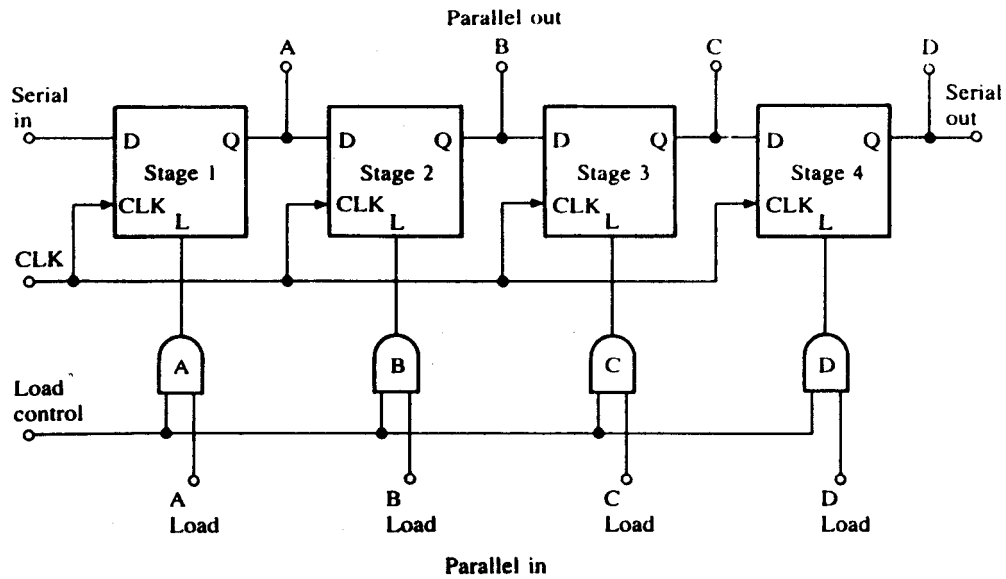 Parallel out
A
B
C
D
Serial
in
Serial
out
D
Q
Stage 1
CLK
L
D
Q
Stage 2
CLK
L
D
Q
Stage 3
CLK
L
D
Q
Stage 4
CLK
L
CLK
A
B
C
D
Load
control
A
Load
B
Load
C
Load
D
Load
Parallel in